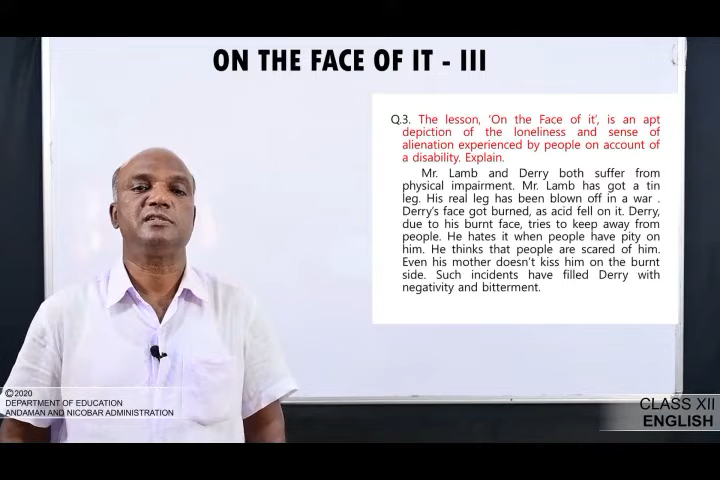 ON THE FACE OF IT - III
Q.3. The lesson, 'On the Face of it', is an apt
depiction of the loneliness and sense of
alienation experienced by people on account of
a disability. Explain.
Mr. Lamb and Derry both suffer from
physical impairment. Mr. Lamb has got a tin
leg. His real leg has been blown off in a war .
Derry's face got burned, as acid fell on it. Derry,
due to his burnt face, tries to keep away from
people. He hates it when people have pity on
him. He thinks that people are scared of him.
Even his mother doesn't kiss him on the burnt
side. Such incidents have filled Derry with
negativity and bitterment.
©2020
DEPARTMENT OF EDUCATION
ANDAMAN AND NICOBAR ADMINISTRATION
CLASS XII
ENGLISH